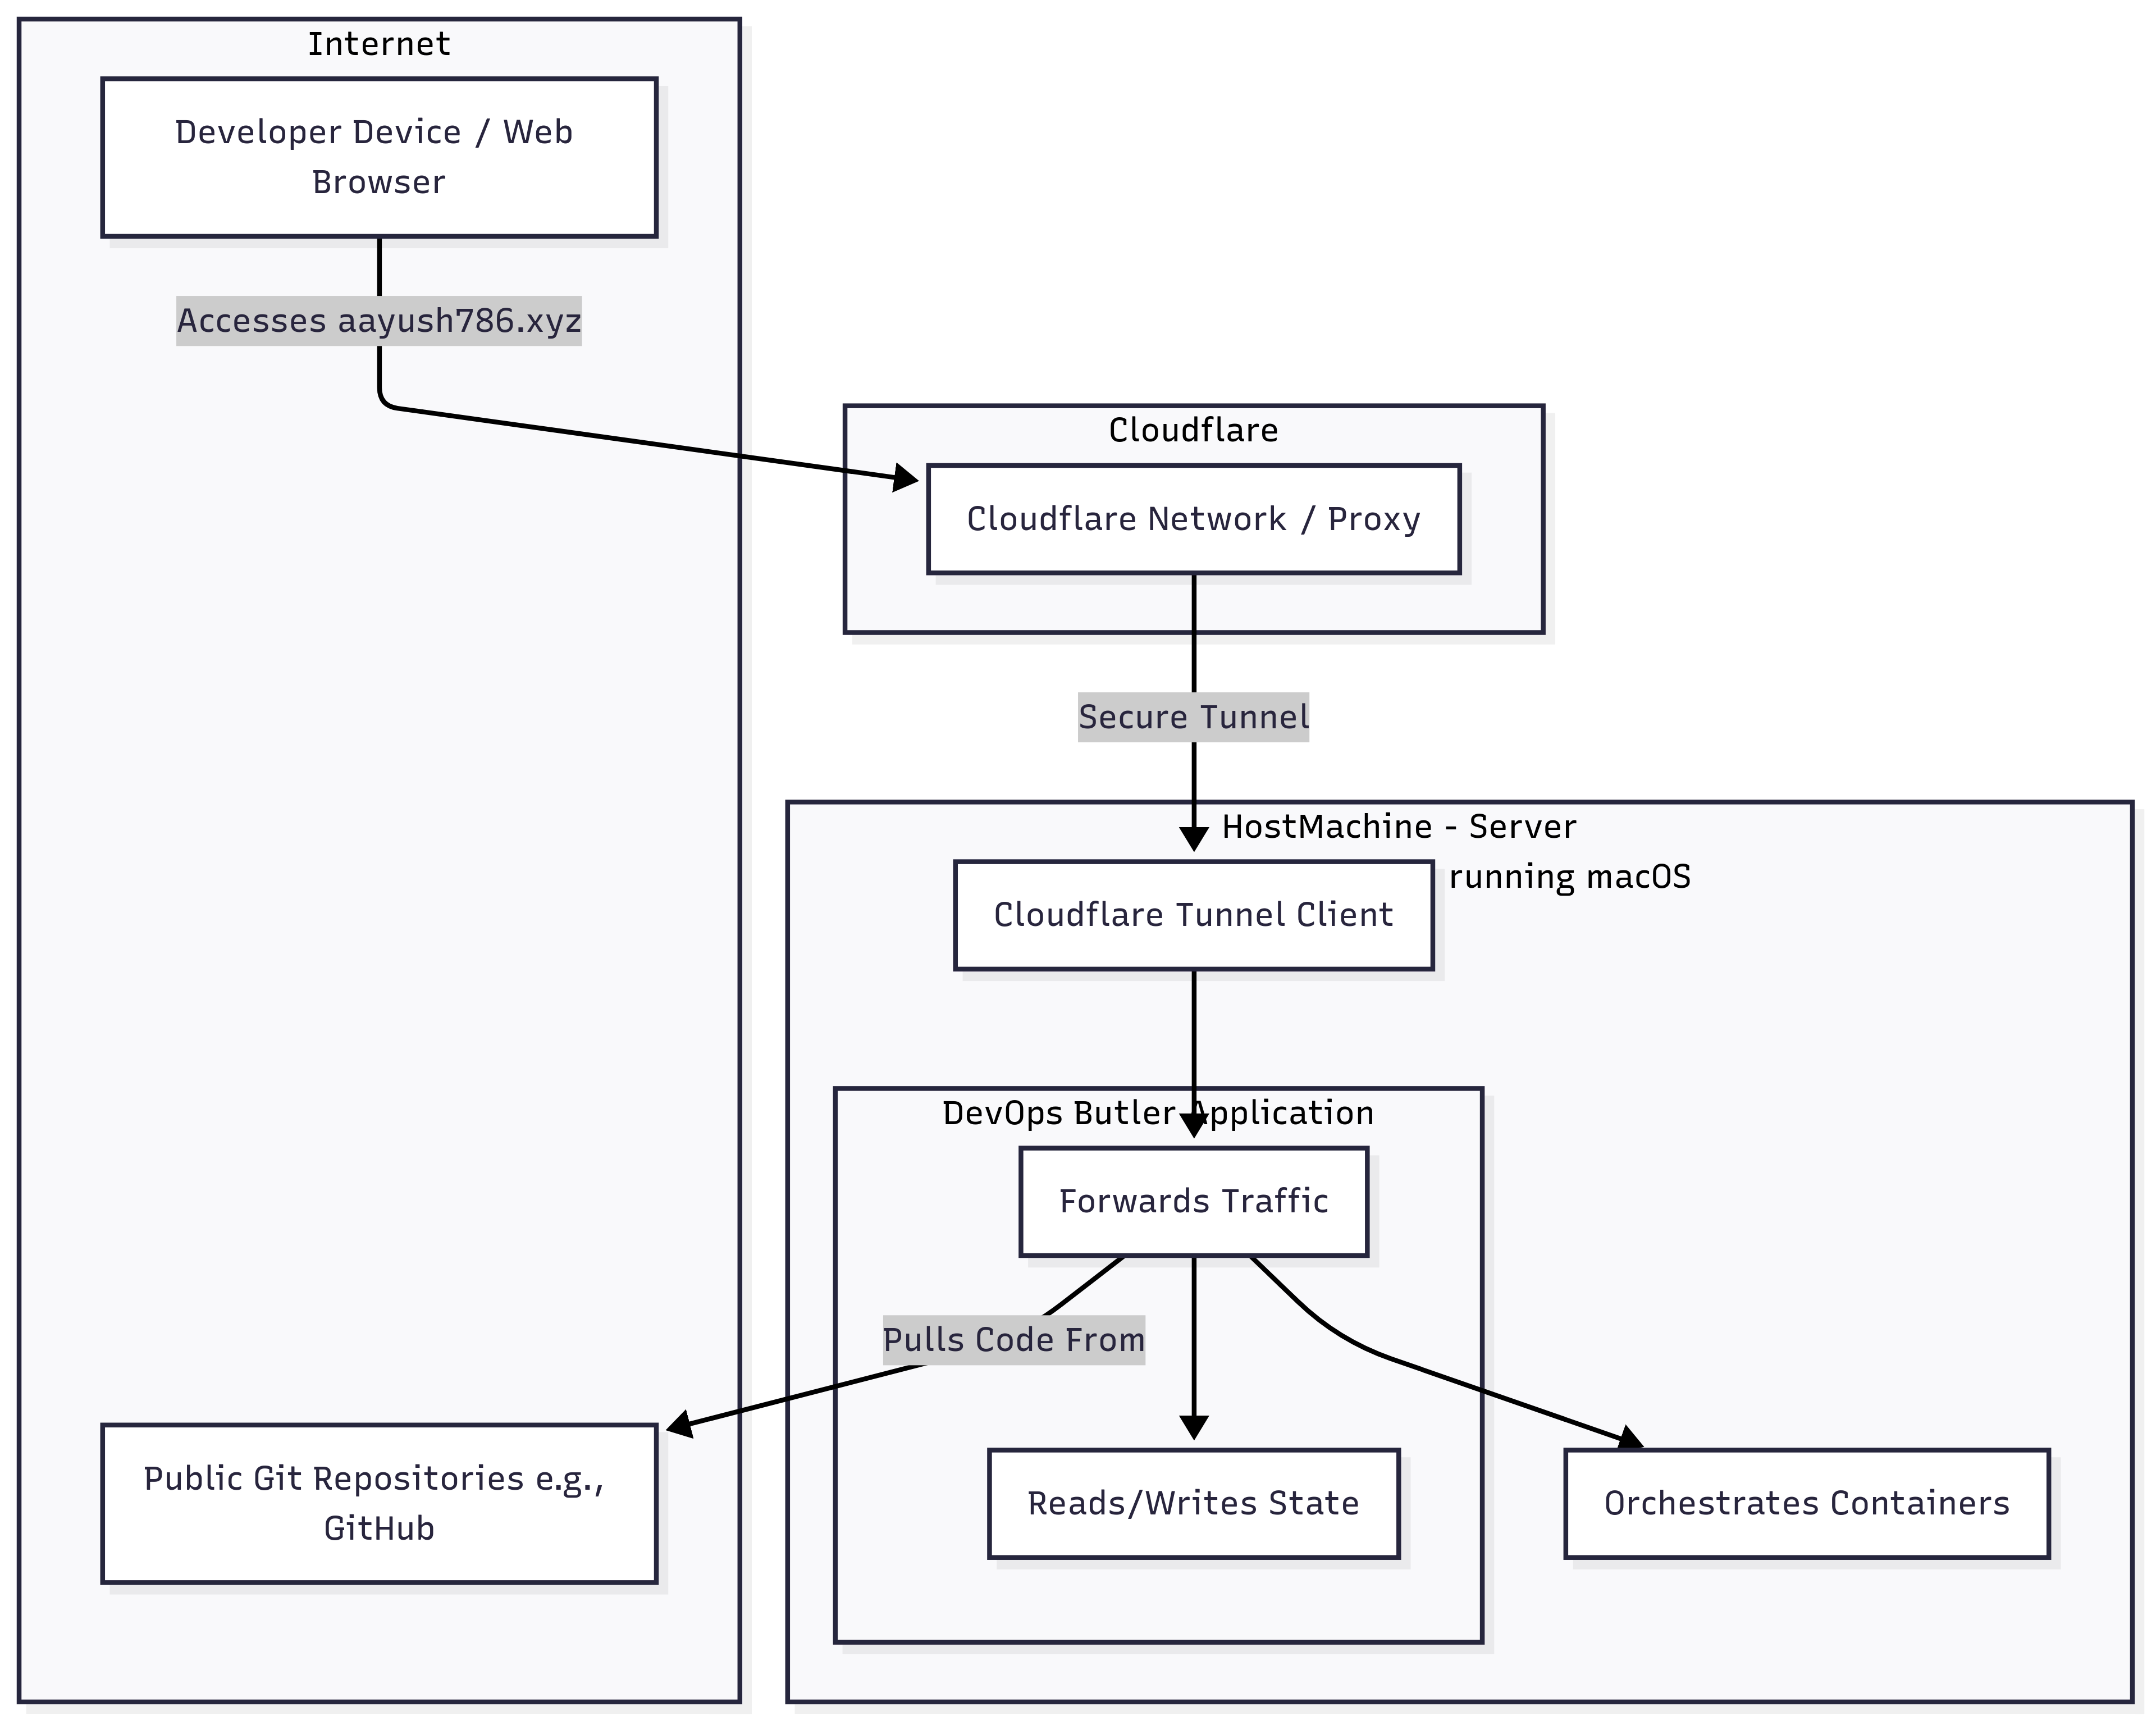 Internet
Developer Device / Web
Browser
Accesses aayush786.xyz
Cloudflare
Cloudflare Network / Proxy
Secure Tunnel
HostMachine - Server
running macOS
Cloudflare Tunnel Client
DevOps Butler Application
Forwards Traffic
Pulls Code From
Public Git Repositories e.g.,
GitHub
Reads/Writes State
Orchestrates Containers